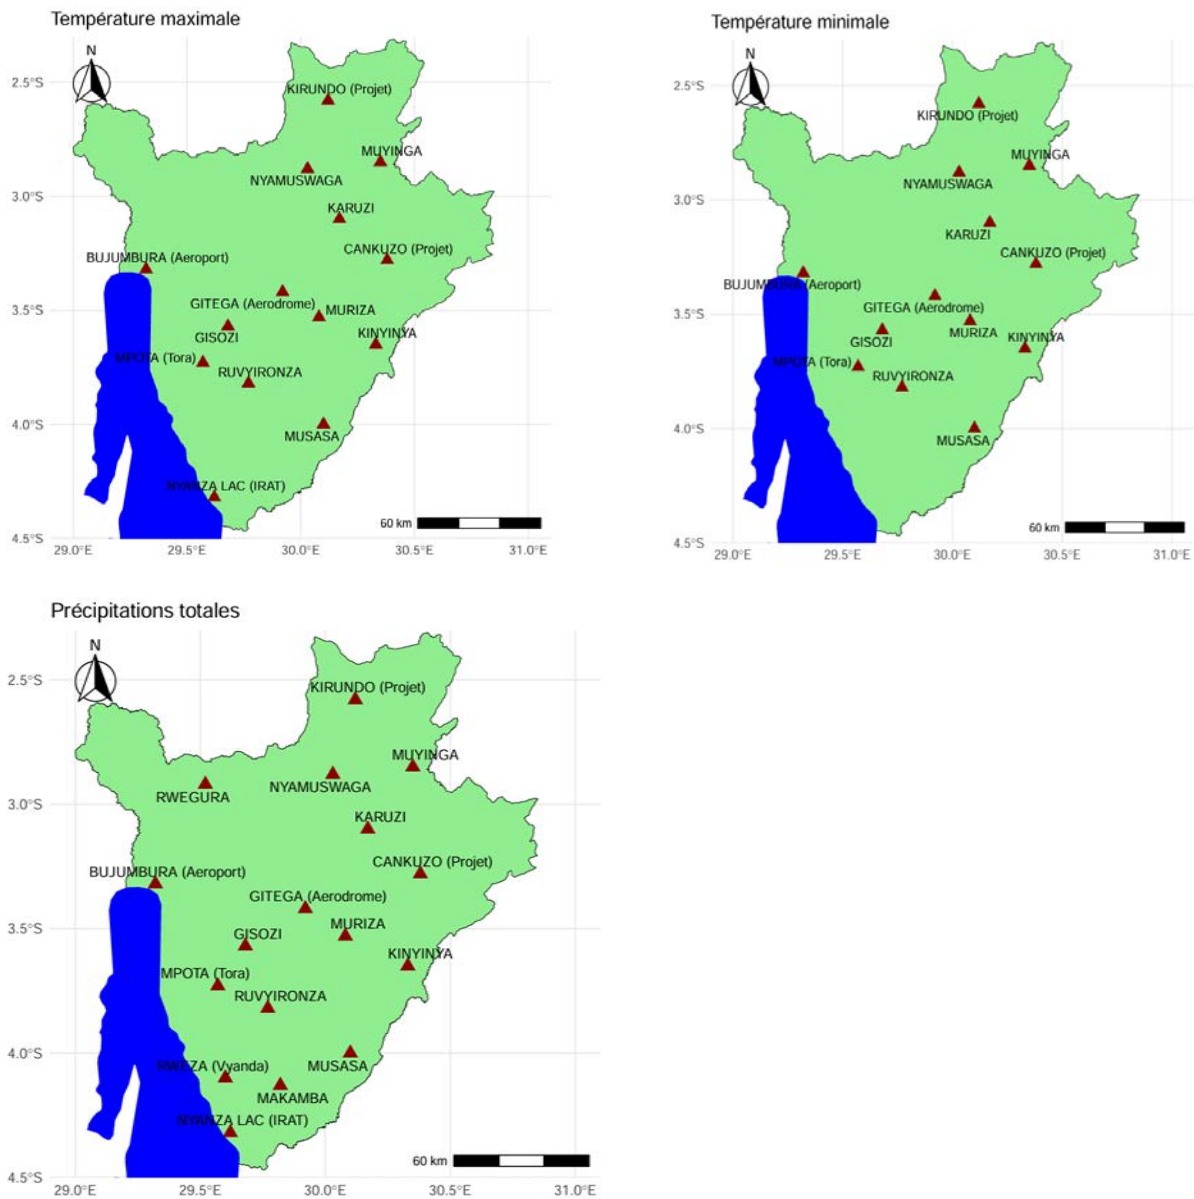 Température maximale
N
2.5°S
3.0°S
3.5°S
4.0°S
4.5°S
KIRUNDO (Projet)
MUYINGA
NYAMUSWAGA
KARUZI
CANKUZO (Projet)
BUJUMBURA (Aeroport)
GITEGA (Aerodrome)
MURIZA
GISOZI
KINYINYA
MPOTA (Tora)
RUVYIRONZA
MUSASA
NYANZA LAC (IRAT)
60 km
29.0°E 29.5°E 30.0°E 30.5°E 31.0°E
Température minimale
N
2.5°S
3.0°S
3.5°S
4.0°S
4.5°S
KIRUNDO (Projet)
MUYINGA
NYAMUSWAGA
KARUZI
CANKUZO (Projet)
BUJUMBURA (Aeroport)
GITEGA (Aerodrome)
MURIZA
GISOZI
KINYINYA
MPOTA (Tora)
RUVYIRONZA
MUSASA
60 km
29.0°E 29.5°E 30.0°E 30.5°E 31.0°E
Précipitations totales
N
2.5°S
3.0°S
3.5°S
4.0°S
4.5°S
KIRUNDO (Projet)
MUYINGA
NYAMUSWAGA
RWEGURA
KARUZI
CANKUZO (Projet)
BUJUMBURA (Aeroport)
GITEGA (Aerodrome)
MURIZA
GISOZI
KINYINYA
MPOTA (Tora)
RUVYIRONZA
RWEZA (Vyanda)
MUSASA
MAKAMBA
NYANZA LAC (IRAT)
60 km
29.0°E 29.5°E 30.0°E 30.5°E 31.0°E